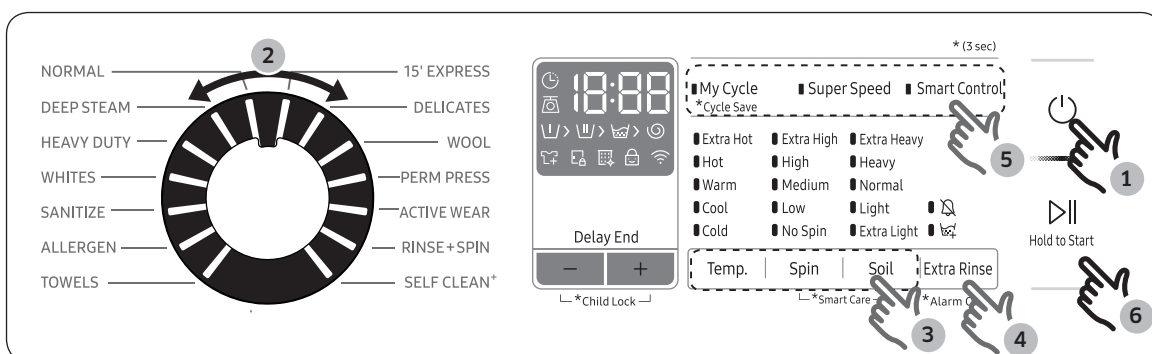 2
NORMAL
DEEP STEAM
HEAVY DUTY
WHITES
SANITIZE
ALLERGEN
TOWELS
15' EXPRESS
DELICATES
WOOL
PERM PRESS
ACTIVE WEAR
RINSE+SPIN
SELF CLEAN+
18:88
Delay End
− +
*Child Lock
* (3 sec)
My Cycle Super Speed Smart Control
*Cycle Save
5
Extra Hot Extra High Extra Heavy
Hot High Heavy
Warm Medium Normal
Cool Low Light
Cold No Spin Extra Light
Temp. Spin Soil Extra Rinse
*Smart Care *Alarm
3
4
1
Hold to Start
6